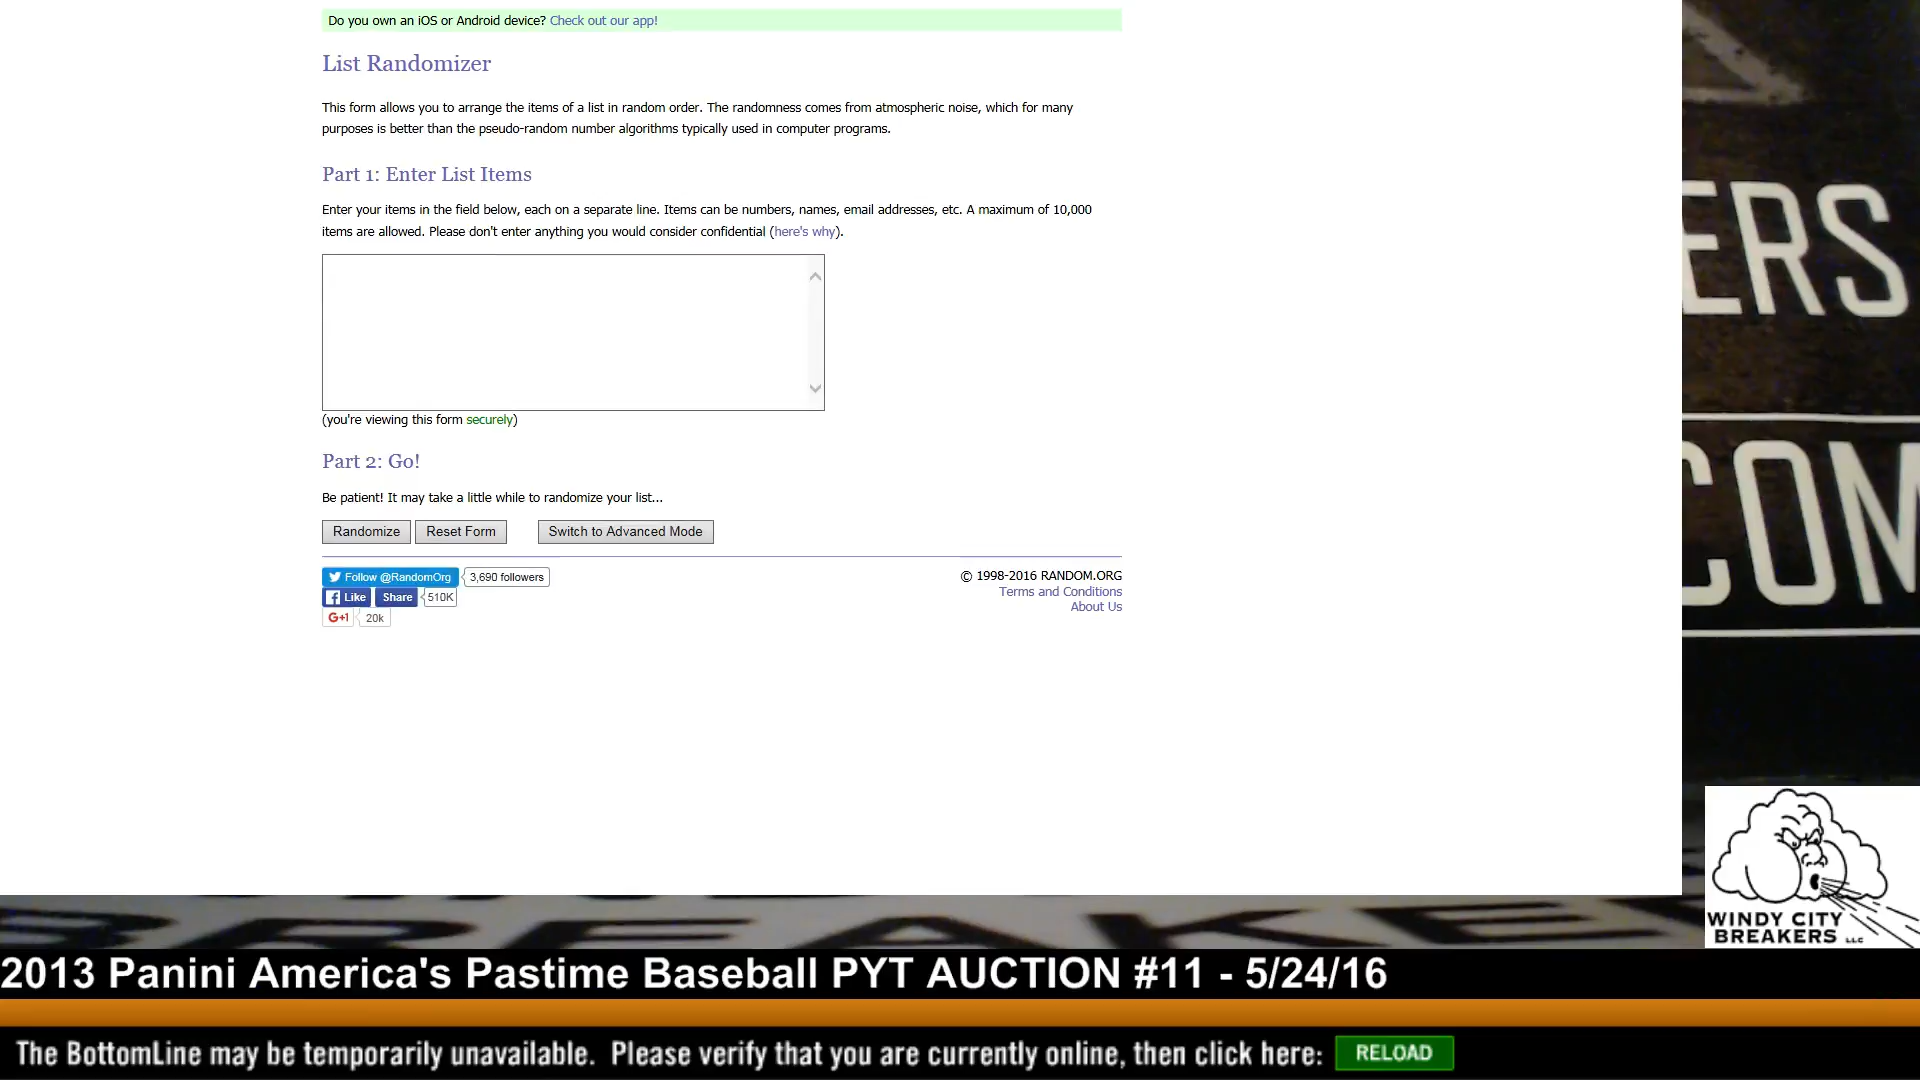 Do you own an iOS or Android device? Check out our app!
List Randomizer
This form allows you to arrange the items of a list in random order. The randomness comes from atmospheric noise, which for many
purposes is better than the pseudo-random number algorithms typically used in computer programs.
Part 1: Enter List Items
Enter your items in the field below, each on a separate line. Items can be numbers, names, email addresses, etc. A maximum of 10,000
items are allowed. Please don't enter anything you would consider confidential (here's why).
(you're viewing this form securely)
Part 2: Go!
Be patient! It may take a little while to randomize your list...
Randomize Reset Form Switch to Advanced Mode
Follow @RandomOrg 3,690 followers
Like Share 510K
G+1 20k
© 1998-2016 RANDOM.ORG
Terms and Conditions
About Us
ERS
COM
BREAKE
WINDY CITY
BREAKERS LLC
2013 Panini America's Pastime Baseball PYT AUCTION #11 - 5/24/16
The BottomLine may be temporarily unavailable. Please verify that you are currently online, then click here: RELOAD